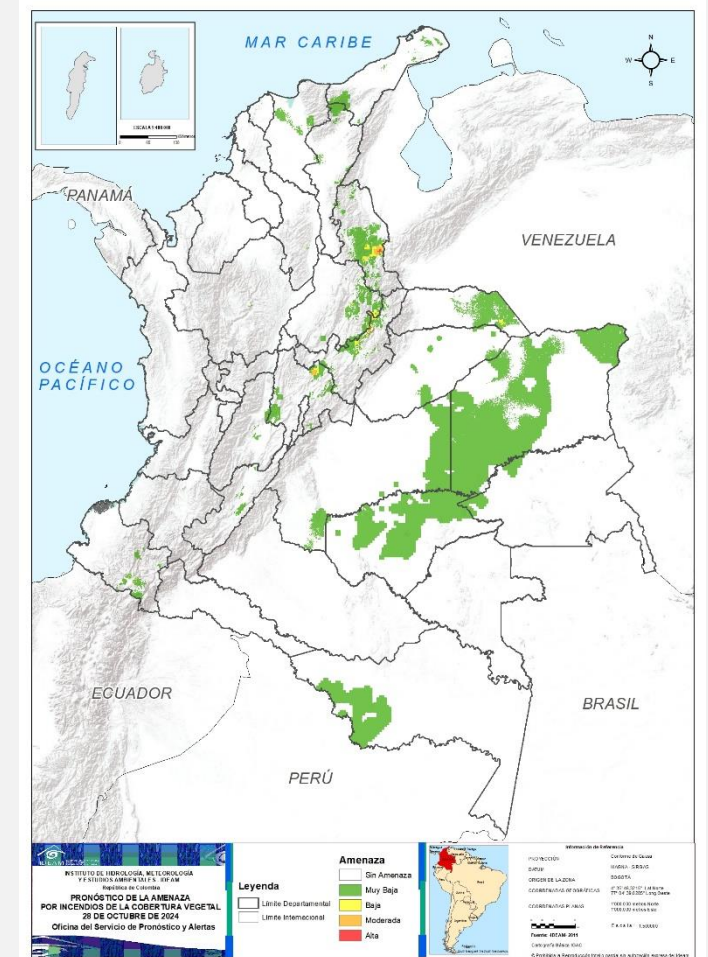 MAR CARIBE
N
W
E
S
PANAMÁ
VENEZUELA
OCÉANO
PACÍFICO
ECUADOR
BRASIL
PERÚ
INSTITUTO DE HIDROLOGÍA, METEOROLOGÍA
Y ESTUDIOS AMBIENTALES - IDEAM
República de Colombia
PRONÓSTICO DE LA AMENAZA
POR INCENDIOS DE LA COBERTURA VEGETAL
28 DE OCTUBRE DE 2024
Oficina del Servicio de Pronóstico y Alertas
Leyenda
Límite Departamental
Límite Internacional
Amenaza
Sin Amenaza
Muy Baja
Baja
Moderada
Alta
Información de Referencia
PROYECCIÓN
DATUM
MAGNA - SIRGAS
ORIGEN DE LA ZONA
BOGOTÁ
COORDENADAS GEOGRÁFICAS
COORDENADAS PLANAS
Escala
Fuente: IDEAM